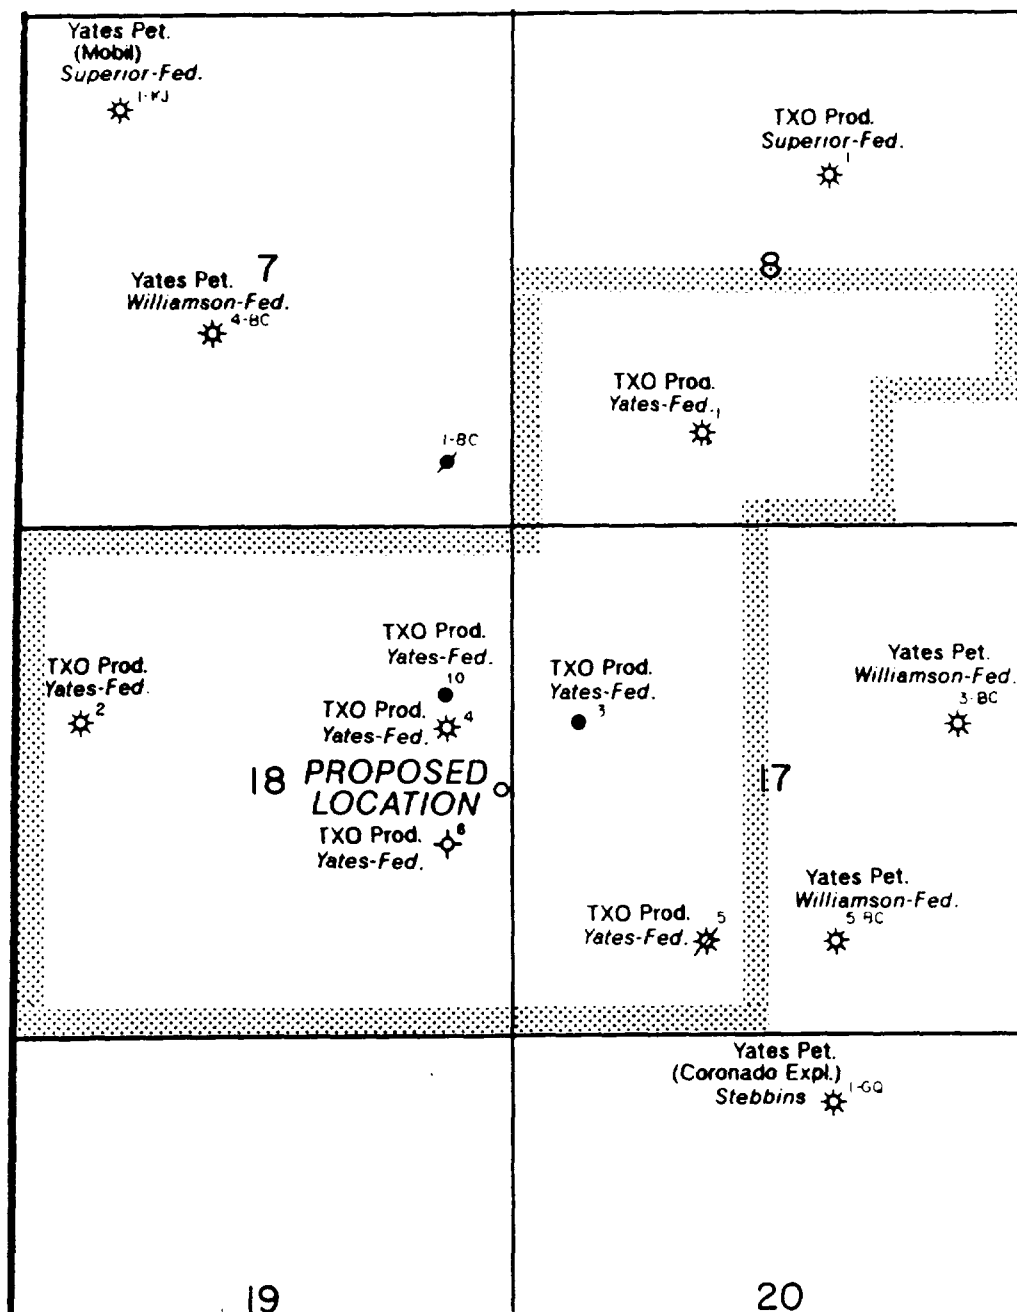 Yates Pet.
(Mobil)
Superior-Fed.
1-KJ
TXO Prod.
Superior-Fed.
1
7
8
Yates Pet.
Williamson-Fed.
4-BC
TXO Prod.
Yates-Fed.
1
1-BC
TXO Prod.
Yates-Fed.
10
TXO Prod.
Yates-Fed.
2
TXO Prod.
Yates-Fed.
4
TXO Prod.
Yates-Fed.
3
Yates Pet.
Williamson-Fed.
3-BC
18
PROPOSED
LOCATION
17
TXO Prod.
Yates-Fed.
6
TXO Prod.
Yates-Fed.
5
Yates Pet.
Williamson-Fed.
5-BC
Yates Pet.
(Coronado Expl.)
Stebbins
1-GQ
19
20